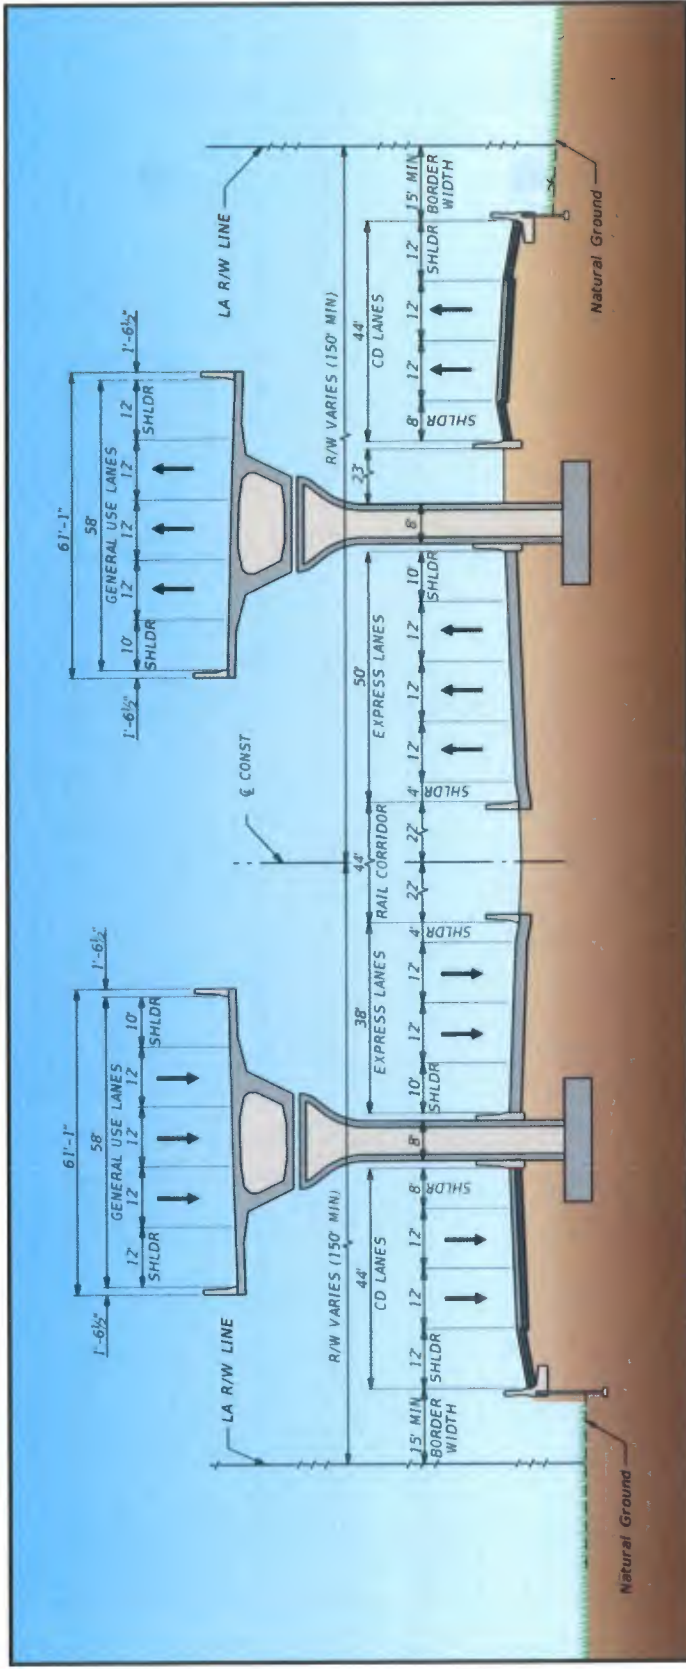 61'-1" 61'-1"
1'-6½" 58' 1'-6½" 1'-6½" 58' 1'-6½"
GENERAL USE LANES GENERAL USE LANES
12' 12' 12' 12' 10' 10' 12' 12' 12' 12'
SHLDR SHLDR SHLDR SHLDR
LA R/W LINE ℄ CONST LA R/W LINE
R/W VARIES (150' MIN) R/W VARIES (150' MIN)
44' 38' 44' 50' 23' 44'
CD LANES EXPRESS LANES RAIL CORRIDOR EXPRESS LANES CD LANES
15' MIN 12' 12' 12' 8' 8' 10' 12' 12' 4' 22' 22' 4' 12' 12' 12' 10' 8' 8' 12' 12' 12' 15' MIN
BORDER SHLDR SHLDR SHLDR SHLDR SHLDR SHLDR SHLDR SHLDR BORDER
WIDTH WIDTH
Natural Ground Natural Ground